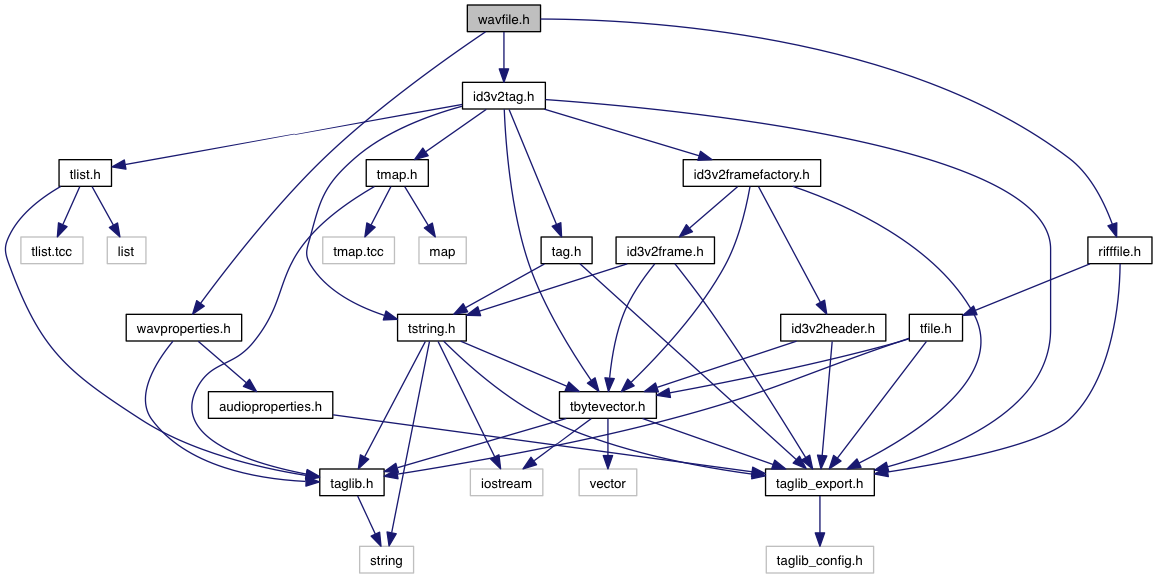 wavfile.h
id3v2tag.h
tlist.h
tmap.h
id3v2framefactory.h
tlist.tcc
list
tmap.tcc
map
tag.h
id3v2frame.h
rifffile.h
wavproperties.h
tstring.h
id3v2header.h
tfile.h
audioproperties.h
tbytevector.h
taglib.h
iostream
vector
taglib_export.h
string
taglib_config.h